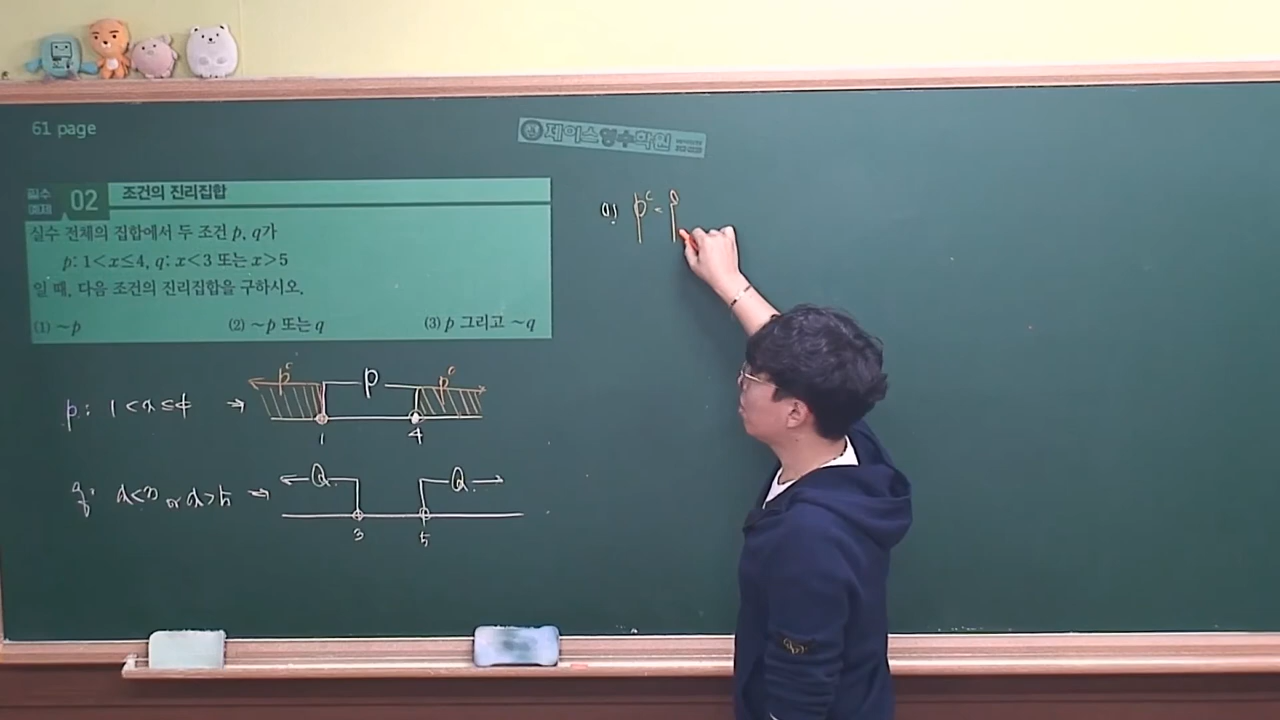 61 page
제이스영수학원
필수 예제 02 조건의 진리집합
실수 전체의 집합에서 두 조건 p, q가
p: 1<x≤4, q: x<3 또는 x>5
일 때, 다음 조건의 진리집합을 구하시오.
(1) ~p (2) ~p 또는 q (3) p 그리고 ~q
(1) P^c =
P^c P P^c
p: 1<x≤4 →
1 4
Q Q
q: x<3 or x>5 →
3 5